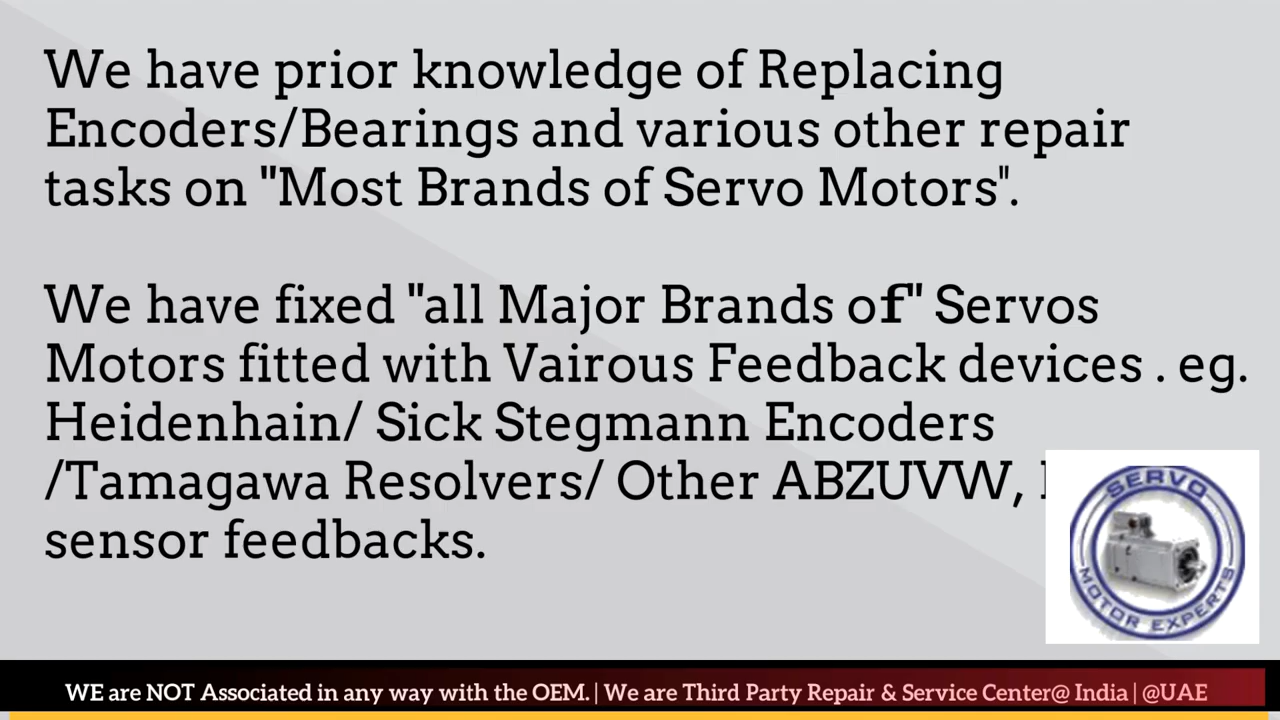 We have prior knowledge of Replacing
Encoders/Bearings and various other repair
tasks on "Most Brands of Servo Motors".
We have fixed "all Major Brands of" Servos
Motors fitted with Vairous Feedback devices . eg.
Heidenhain/ Sick Stegmann Encoders
/Tamagawa Resolvers/ Other ABZUVW,
sensor feedbacks.
SERVO
MOTOR EXPERTS
WE are NOT Associated in any way with the OEM. | We are Third Party Repair & Service Center@ India | @UAE